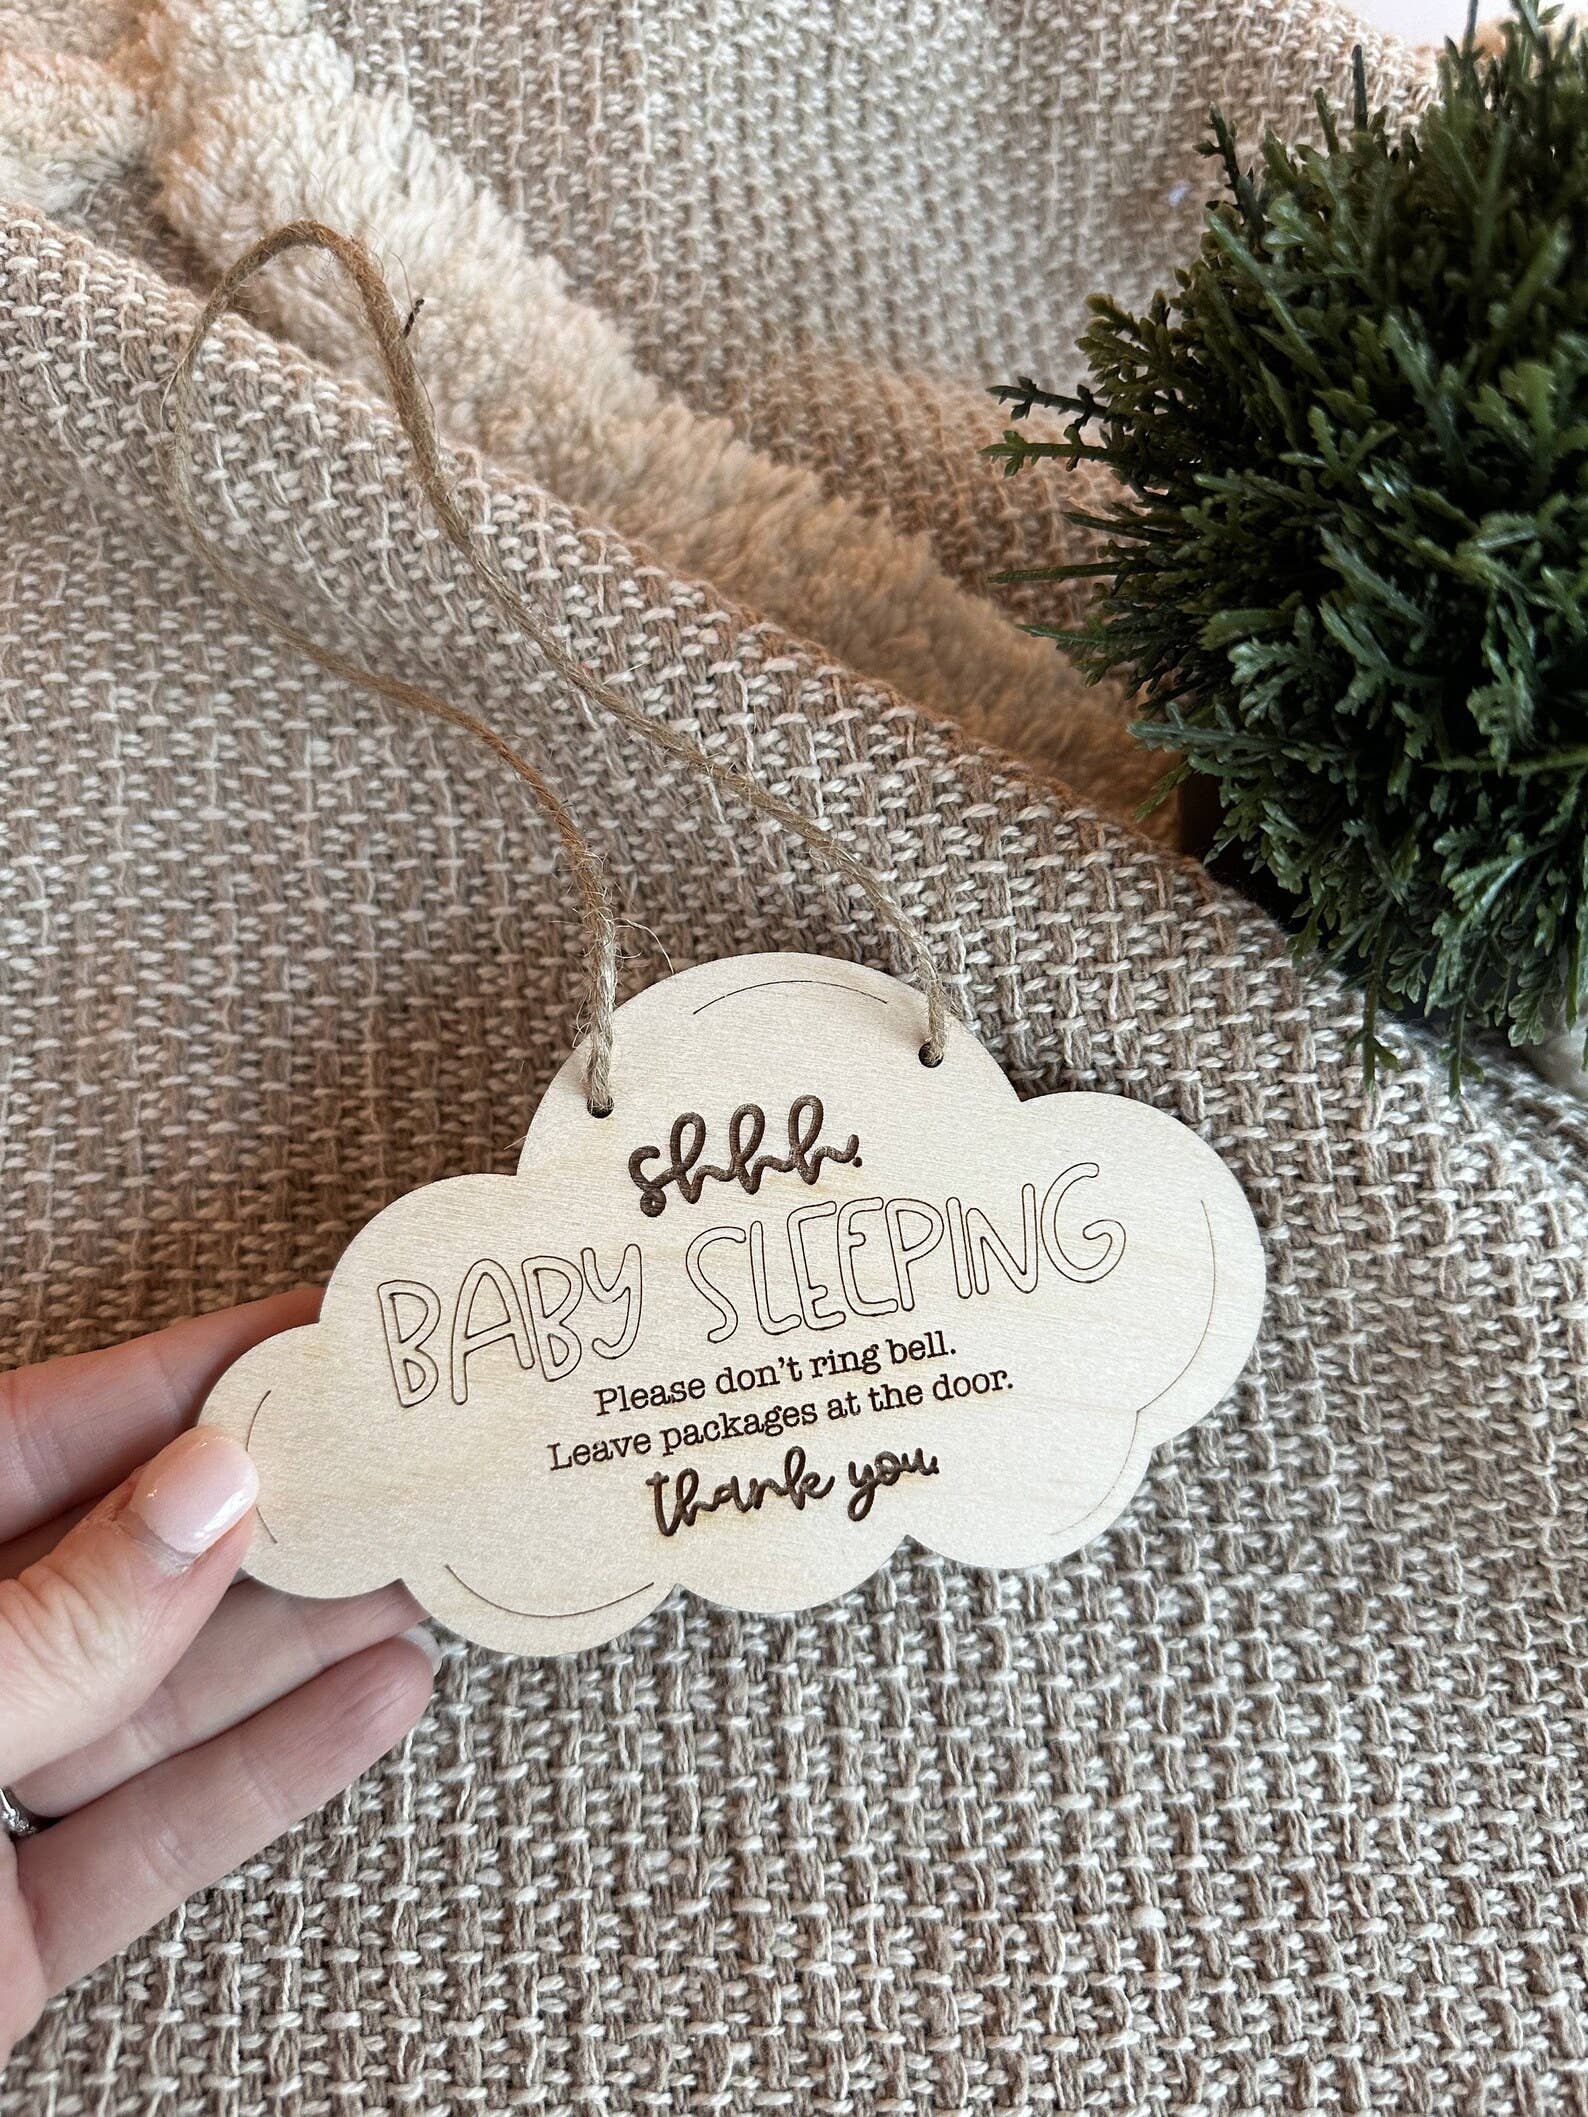 shhh.
BABY SLEEPING
Please don't ring bell.
Leave packages at the door.
thank you.